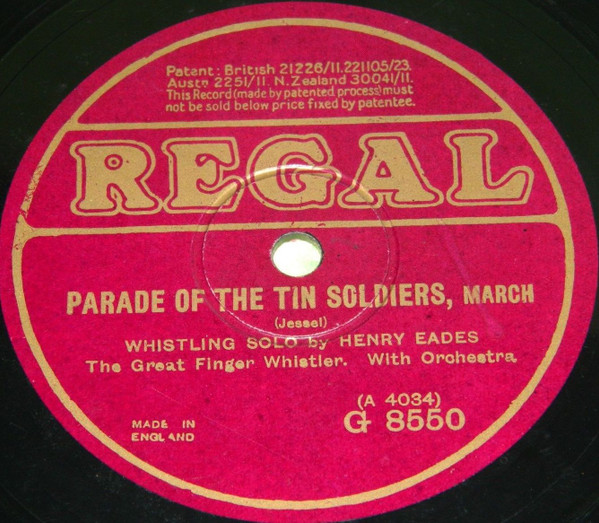 Patent: British 21226/11.221105/23.
Austn 2251/11. N.Zealand 30041/11.
This Record (made by patented process) must
not be sold below price fixed by patentee.
REGAL
PARADE OF THE TIN SOLDIERS, MARCH
(Jessel)
WHISTLING SOLO by HENRY EADES
The Great Finger Whistler. With Orchestra
(A 4034)
G 8550
MADE IN
ENGLAND